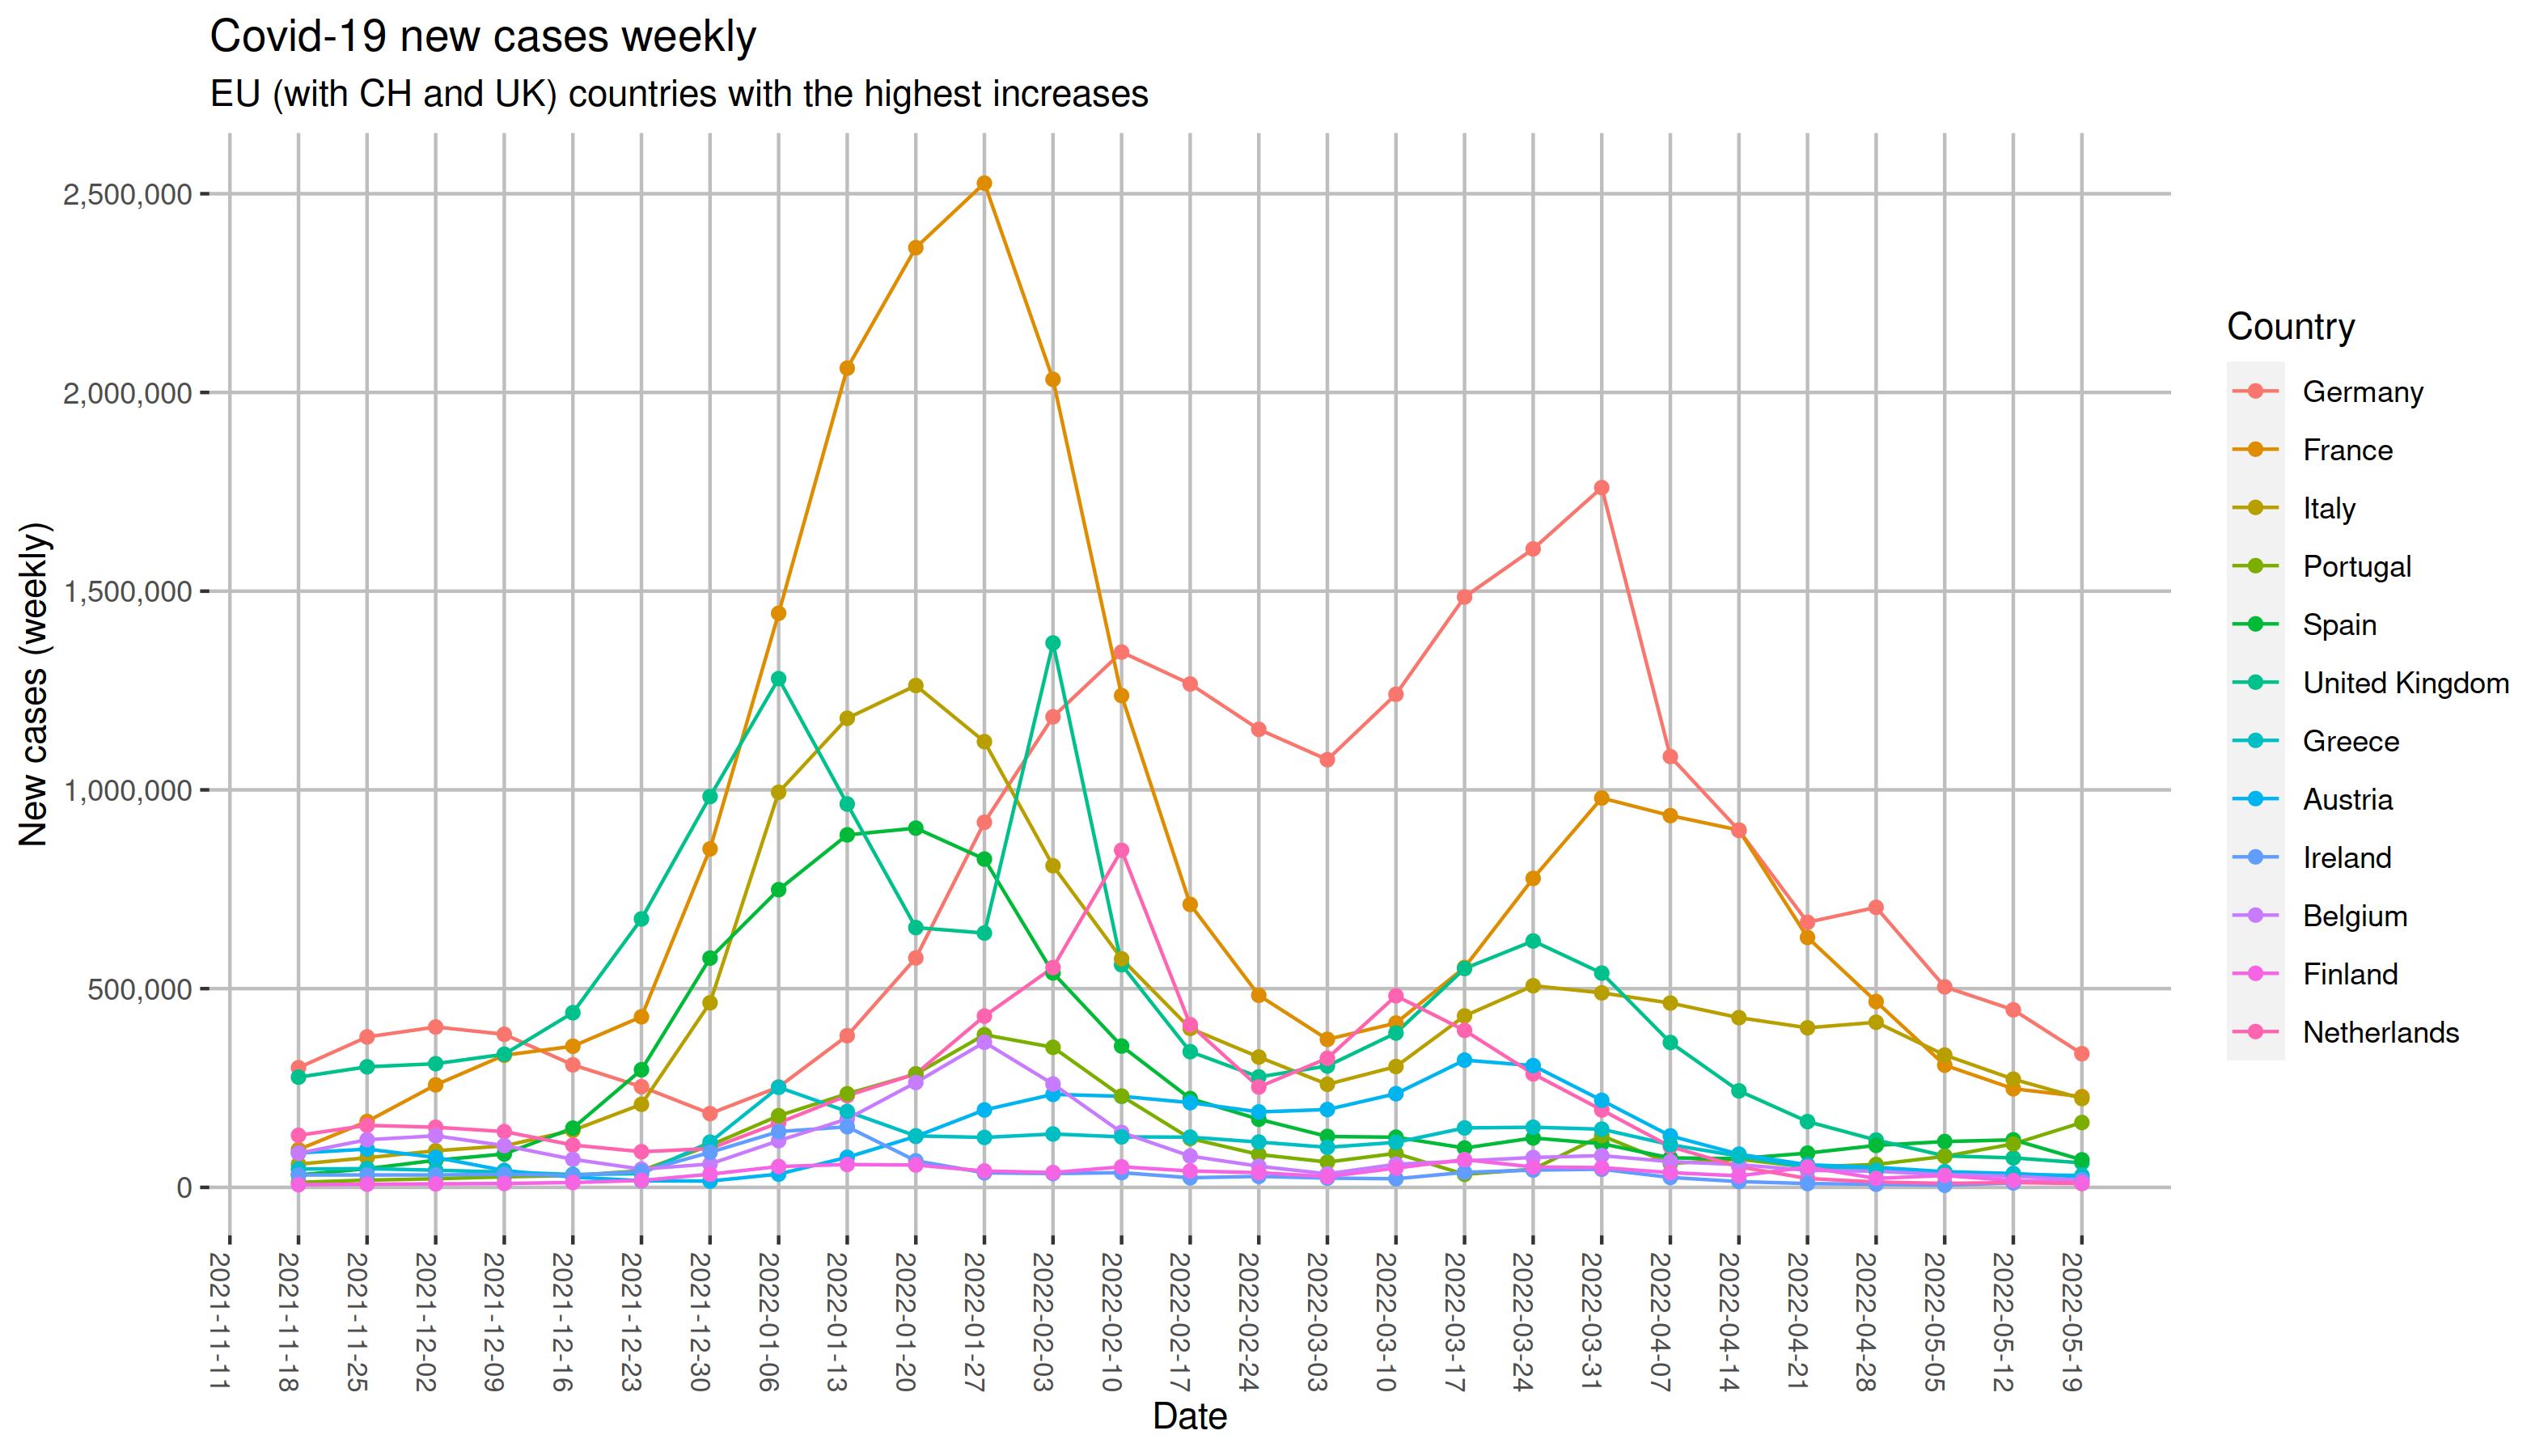 Covid-19 new cases weekly
EU (with CH and UK) countries with the highest increases
New cases (weekly)
2,500,000
2,000,000
1,500,000
1,000,000
500,000
0
2021-11-11
2021-11-18
2021-11-25
2021-12-02
2021-12-09
2021-12-16
2021-12-23
2021-12-30
2022-01-06
2022-01-13
2022-01-20
2022-01-27
2022-02-03
2022-02-10
2022-02-17
2022-02-24
2022-03-03
2022-03-10
2022-03-17
2022-03-24
2022-03-31
2022-04-07
2022-04-14
2022-04-21
2022-04-28
2022-05-05
2022-05-12
2022-05-19
Date
Country
Germany
France
Italy
Portugal
Spain
United Kingdom
Greece
Austria
Ireland
Belgium
Finland
Netherlands